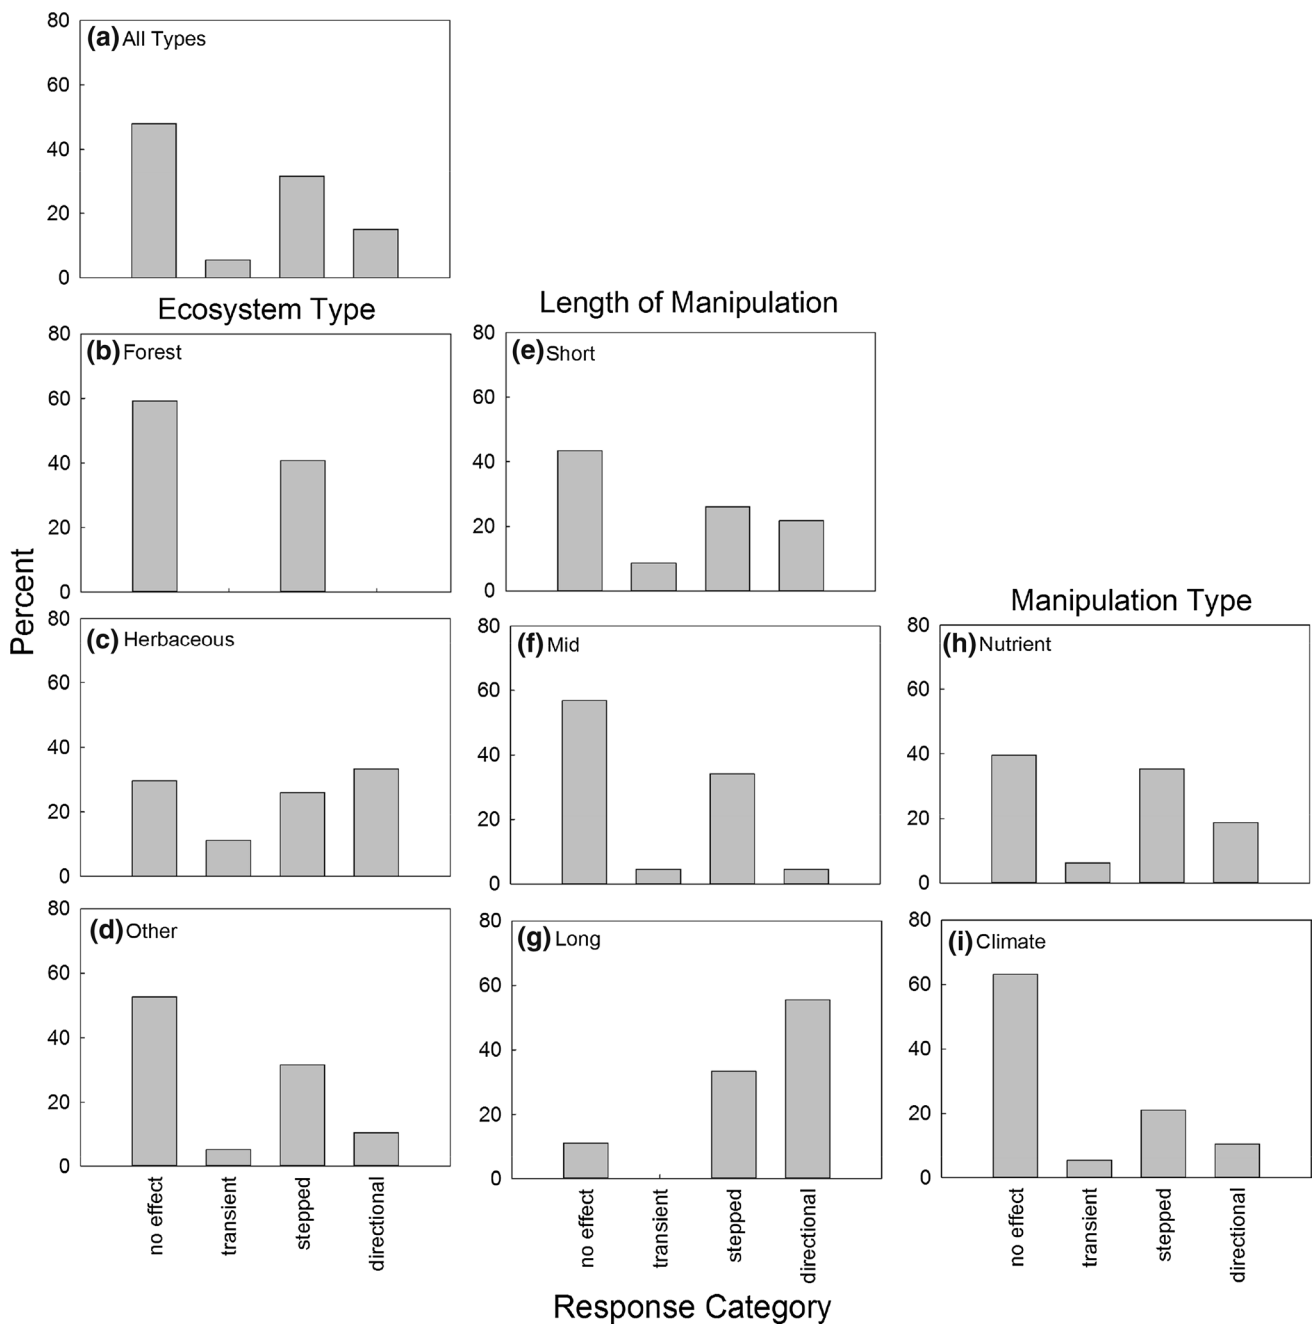 (a) All Types
80
60
40
20
0
Ecosystem Type
(b) Forest
80
60
40
20
0
(c) Herbaceous
80
60
40
20
0
(d) Other
80
60
40
20
0
no effect
transient
stepped
directional
Length of Manipulation
(e) Short
80
60
40
20
0
(f) Mid
80
60
40
20
0
(g) Long
80
60
40
20
0
no effect
transient
stepped
directional
Manipulation Type
(h) Nutrient
80
60
40
20
0
(i) Climate
80
60
40
20
0
no effect
transient
stepped
directional
Percent
Response Category